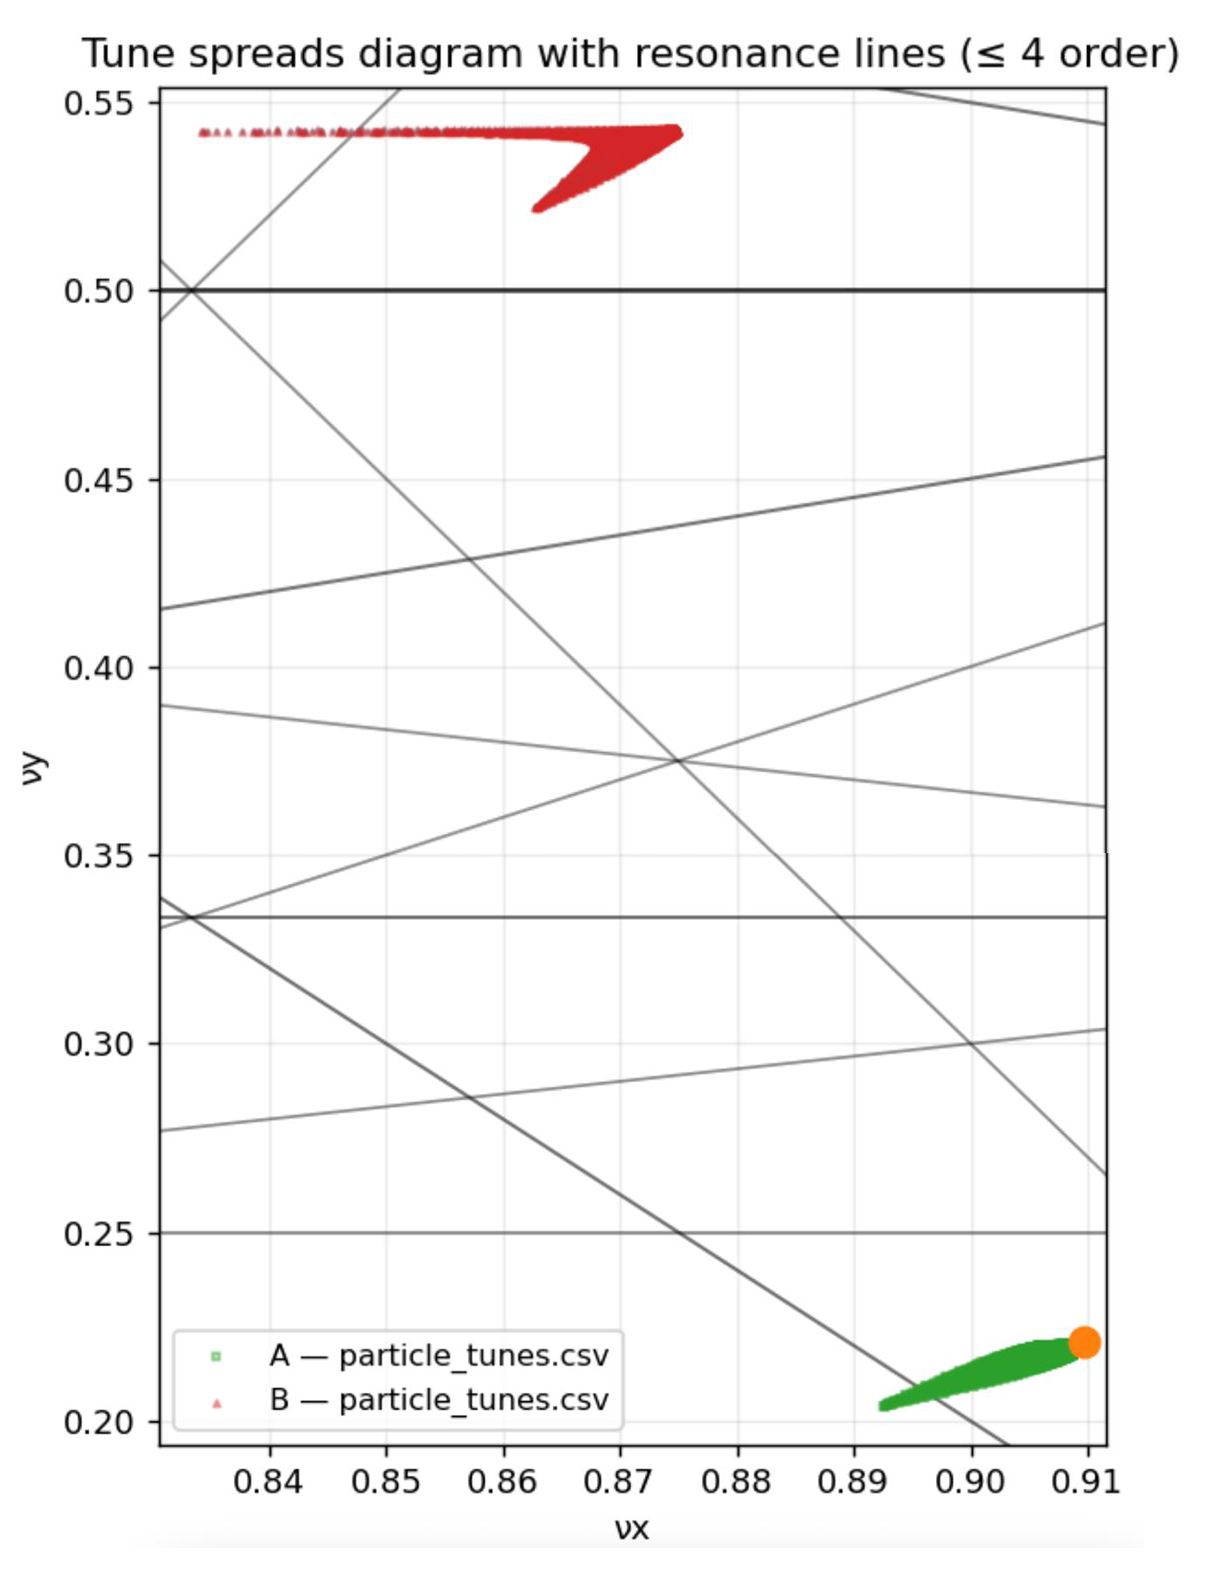 Tune spreads diagram with resonance lines (≤ 4 order)
0.55
0.50
0.45
0.40
νy
0.35
0.30
0.25
0.20
A — particle_tunes.csv
B — particle_tunes.csv
0.84 0.85 0.86 0.87 0.88 0.89 0.90 0.91
νx